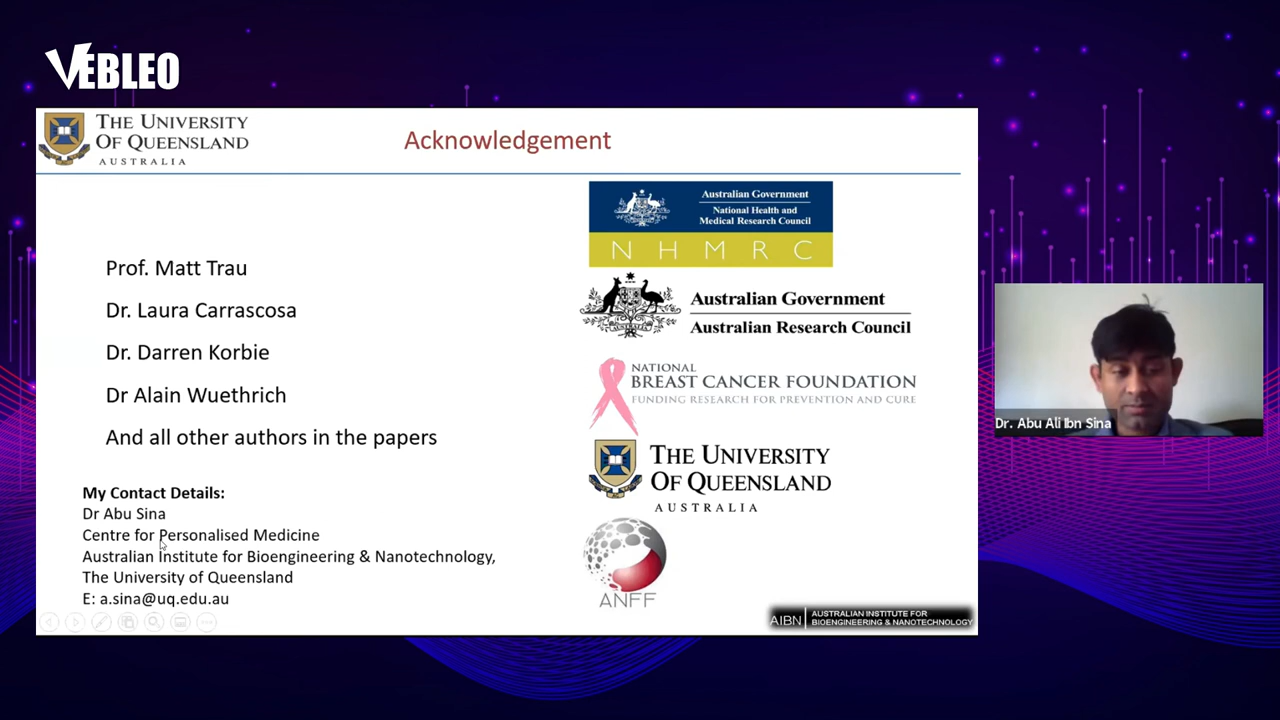 VEBLEO
THE UNIVERSITY
OF QUEENSLAND
AUSTRALIA
Acknowledgement
Prof. Matt Trau
Dr. Laura Carrascosa
Dr. Darren Korbie
Dr Alain Wuethrich
And all other authors in the papers
My Contact Details:
Dr Abu Sina
Centre for Personalised Medicine
Australian Institute for Bioengineering & Nanotechnology,
The University of Queensland
E: a.sina@uq.edu.au
Australian Government
National Health and
Medical Research Council
NHMRC
Australian Government
Australian Research Council
NATIONAL
BREAST CANCER FOUNDATION
FUNDING RESEARCH FOR PREVENTION AND CURE
THE UNIVERSITY
OF QUEENSLAND
AUSTRALIA
ANFF
AIBN
AUSTRALIAN INSTITUTE FOR
BIOENGINEERING & NANOTECHNOLOGY
Dr. Abu Ali Ibn Sina